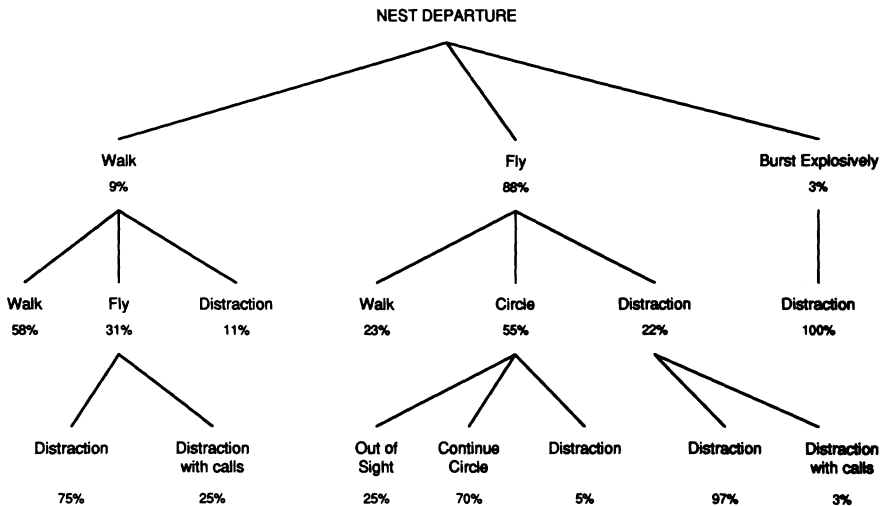 NEST DEPARTURE
Walk Fly Burst Explosively
9% 88% 3%
Walk Fly Distraction Walk Circle Distraction Distraction
58% 31% 11% 23% 55% 22% 100%
Distraction Distraction Out of Continue Distraction Distraction Distraction
with calls Sight Circle with calls
75% 25% 25% 70% 5% 97% 3%